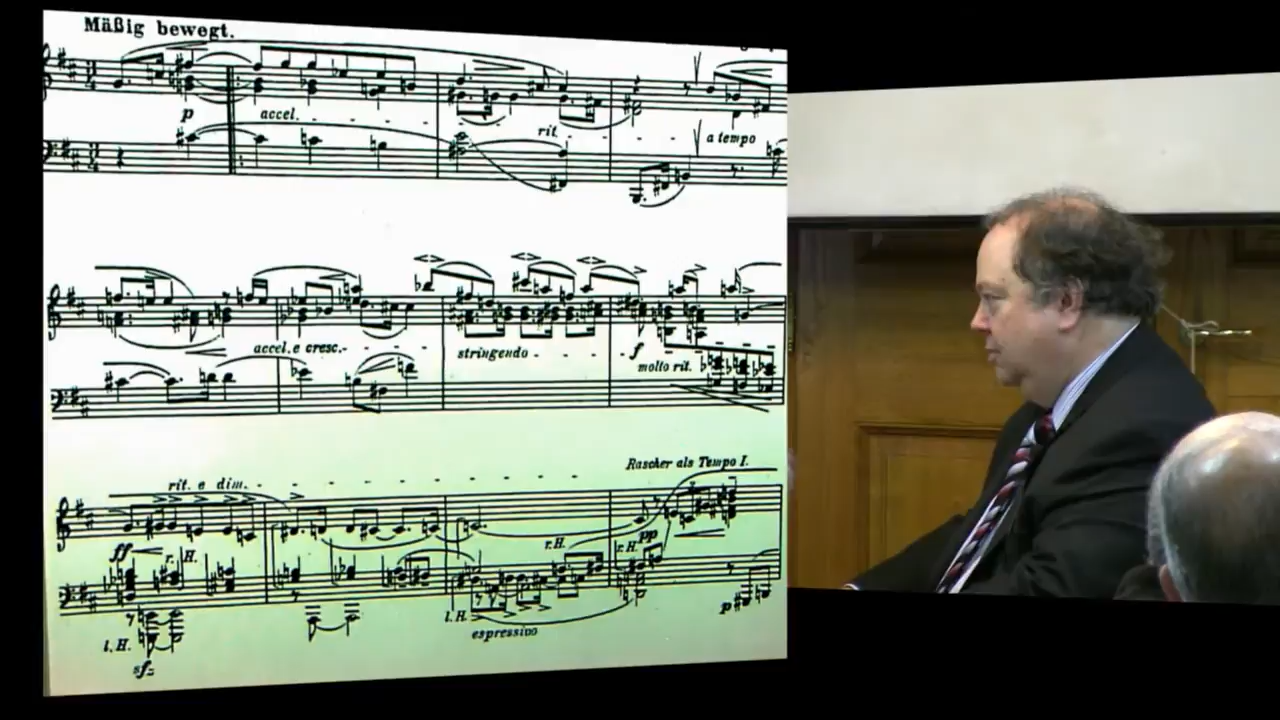 Mäßig bewegt.
p accel.
rit. a tempo
accel. e cresc.
stringendo f molto rit.
Rascher als Tempo I.
rit. e dim.
ff r.H. r.H. r.H. pp
l.H. l.H. p
espressivo
sf